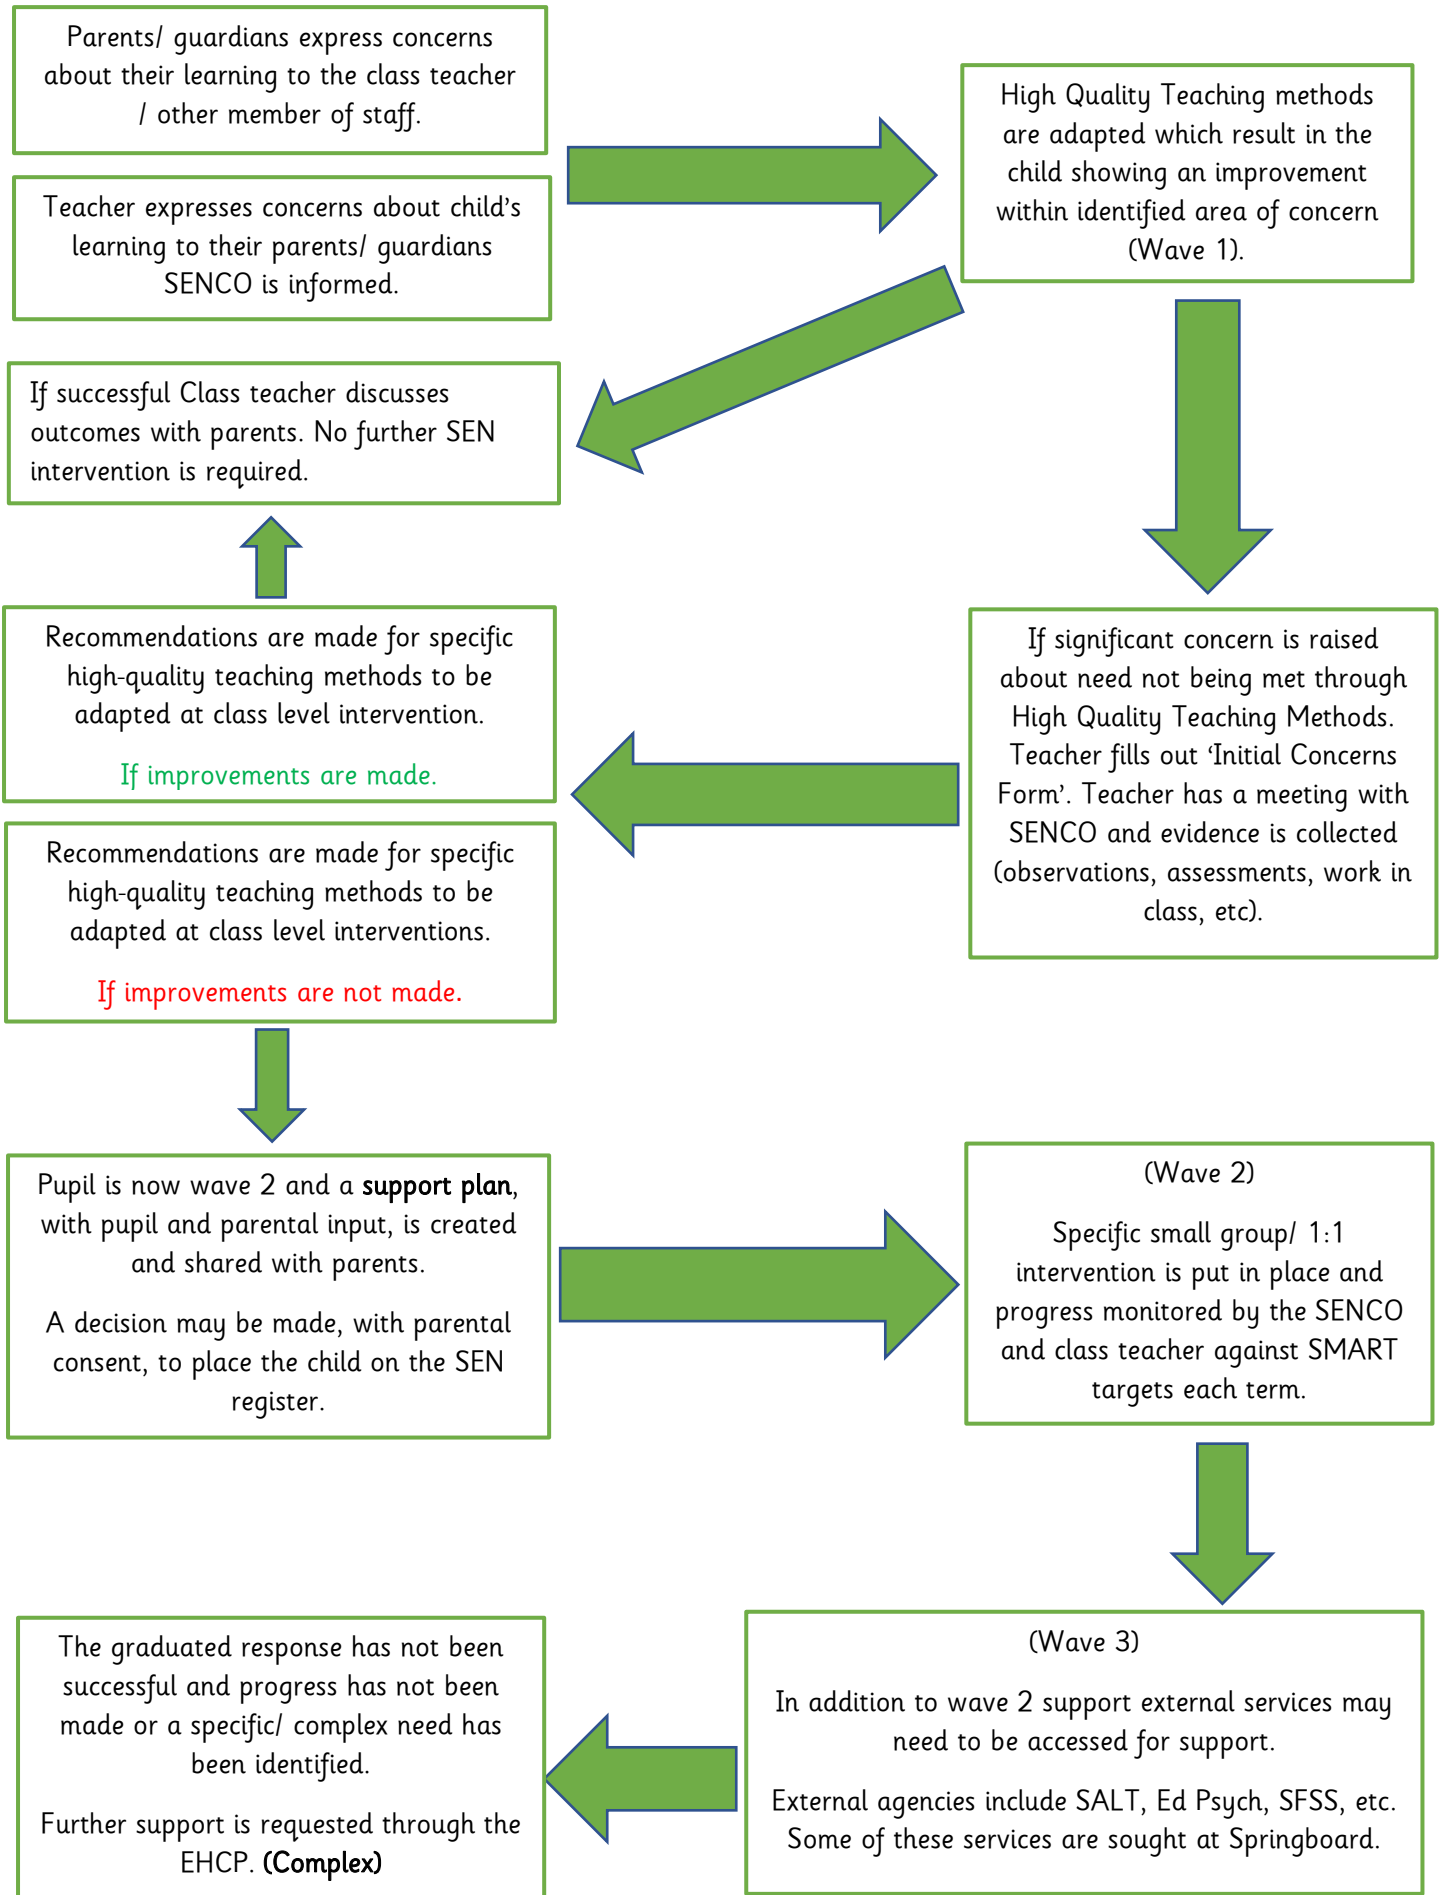 Parents/ guardians express concerns
about their learning to the class teacher
/ other member of staff.
Teacher expresses concerns about child’s
learning to their parents/ guardians
SENCO is informed.
High Quality Teaching methods
are adapted which result in the
child showing an improvement
within identified area of concern
(Wave 1).
If successful Class teacher discusses
outcomes with parents. No further SEN
intervention is required.
If significant concern is raised
about need not being met through
High Quality Teaching Methods.
Teacher fills out ‘Initial Concerns
Form’. Teacher has a meeting with
SENCO and evidence is collected
(observations, assessments, work in
class, etc).
Recommendations are made for specific
high-quality teaching methods to be
adapted at class level intervention.
If improvements are made.
Recommendations are made for specific
high-quality teaching methods to be
adapted at class level interventions.
If improvements are not made.
Pupil is now wave 2 and a support plan,
with pupil and parental input, is created
and shared with parents.
A decision may be made, with parental
consent, to place the child on the SEN
register.
(Wave 2)
Specific small group/ 1:1
intervention is put in place and
progress monitored by the SENCO
and class teacher against SMART
targets each term.
(Wave 3)
In addition to wave 2 support external services may
need to be accessed for support.
External agencies include SALT, Ed Psych, SFSS, etc.
Some of these services are sought at Springboard.
The graduated response has not been
successful and progress has not been
made or a specific/ complex need has
been identified.
Further support is requested through the
EHCP. (Complex)